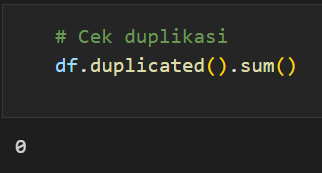 # Cek duplikasi
df.duplicated().sum()
0